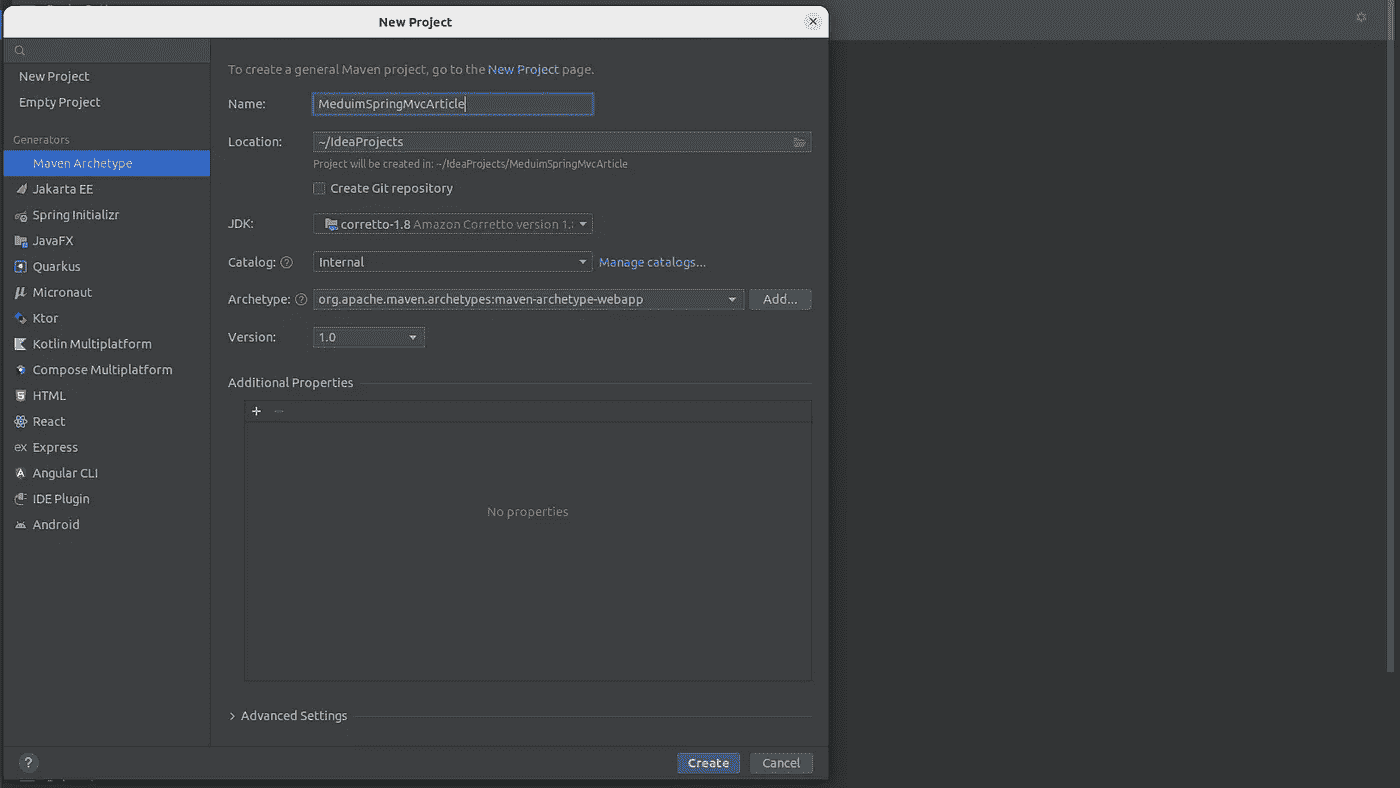 New Project
New Project
Empty Project
Generators
Maven Archetype
Jakarta EE
Spring Initializr
JavaFX
Quarkus
Micronaut
Ktor
Kotlin Multiplatform
Compose Multiplatform
HTML
React
ex Express
Angular CLI
IDE Plugin
Android
To create a general Maven project, go to the New Project page.
Name: MeduimSpringMvcArticle
Location: ~/IdeaProjects
Project will be created in: ~/IdeaProjects/MeduimSpringMvcArticle
Create Git repository
JDK: corretto-1.8 Amazon Corretto version 1.
Catalog: ? Internal Manage catalogs...
Archetype: ? org.apache.maven.archetypes:maven-archetype-webapp Add...
Version: 1.0
Additional Properties
+ −
No properties
> Advanced Settings
? Create Cancel